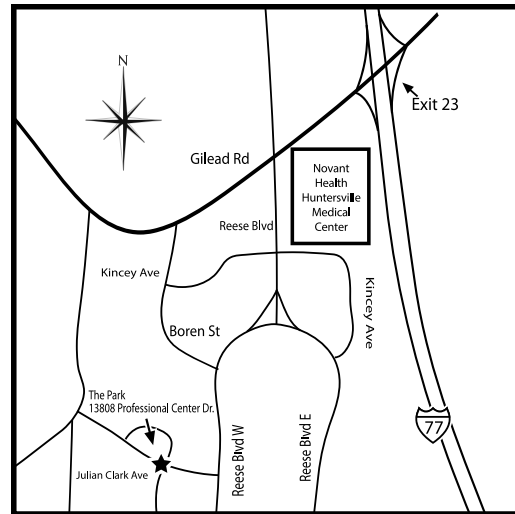 N
Exit 23
Gilead Rd
Novant
Health
Huntersville
Medical
Center
Reese Blvd
Kincey Ave
Kincey Ave
Boren St
The Park
13808 Professional Center Dr.
Reese Blvd W
Reese Blvd E
77
Julian Clark Ave